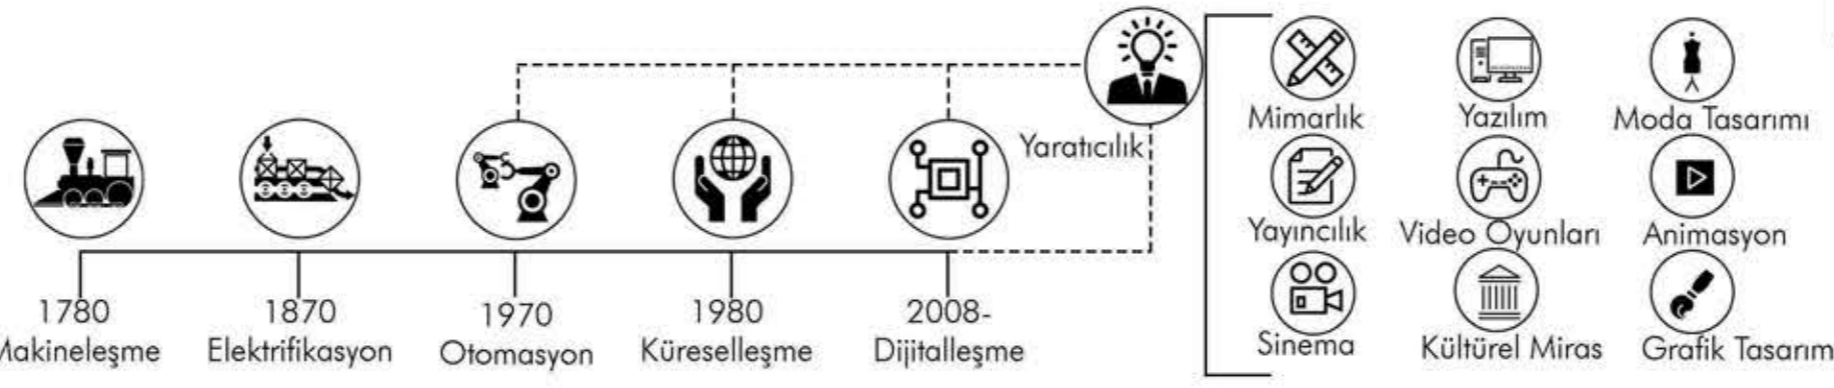 1780
Makineleşme
1870
Elektrifikasyon
1970
Otomasyon
1980
Küreselleşme
2008-
Dijitalleşme
Yaratıcılık
Mimarlık
Yazılım
Moda Tasarımı
Yayıncılık
Video Oyunları
Animasyon
Sinema
Kültürel Miras
Grafik Tasarım